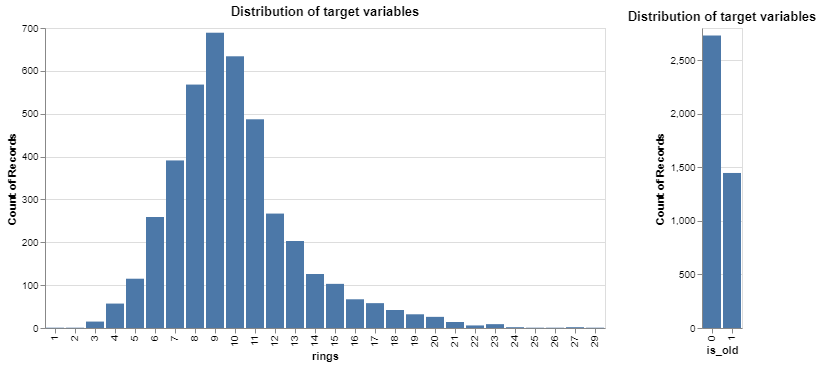 Distribution of target variables
700
600
500
400
300
200
100
0
Count of Records
1 2 3 4 5 6 7 8 9 10 11 12 13 14 15 16 17 18 19 20 21 22 23 24 25 26 27 29
rings
Distribution of target variables
2,500
2,000
1,500
1,000
500
0
Count of Records
0 1
is_old